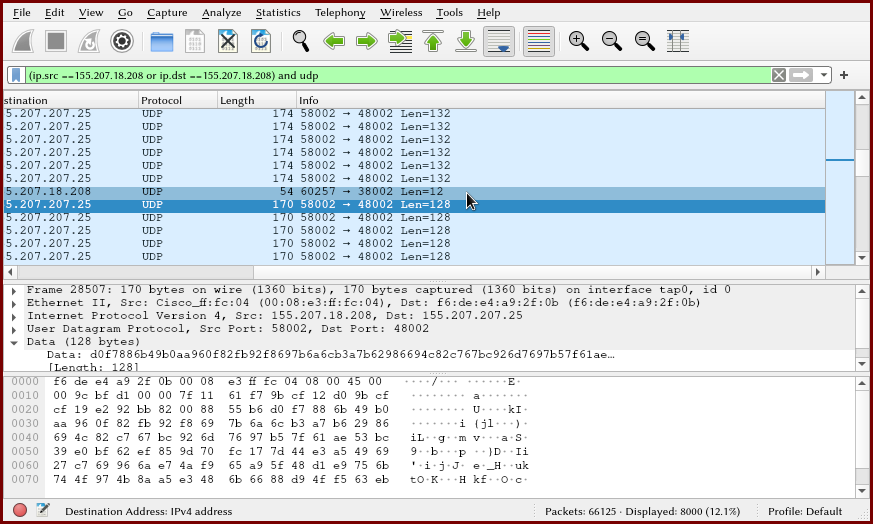 File Edit View Go Capture Analyze Statistics Telephony Wireless Tools Help
(ip.src ==155.207.18.208 or ip.dst ==155.207.18.208) and udp
stination Protocol Length Info
5.207.207.25 UDP 174 58002 → 48002 Len=132
5.207.207.25 UDP 174 58002 → 48002 Len=132
5.207.207.25 UDP 174 58002 → 48002 Len=132
5.207.207.25 UDP 174 58002 → 48002 Len=132
5.207.207.25 UDP 174 58002 → 48002 Len=132
5.207.207.25 UDP 174 58002 → 48002 Len=132
5.207.18.208 UDP 54 60257 → 38002 Len=12
5.207.207.25 UDP 170 58002 → 48002 Len=128
5.207.207.25 UDP 170 58002 → 48002 Len=128
5.207.207.25 UDP 170 58002 → 48002 Len=128
5.207.207.25 UDP 170 58002 → 48002 Len=128
5.207.207.25 UDP 170 58002 → 48002 Len=128
Frame 28507: 170 bytes on wire (1360 bits), 170 bytes captured (1360 bits) on interface tap0, id 0
Ethernet II, Src: Cisco_ff:fc:04 (00:08:e3:ff:fc:04), Dst: f6:de:e4:a9:2f:0b (f6:de:e4:a9:2f:0b)
Internet Protocol Version 4, Src: 155.207.18.208, Dst: 155.207.207.25
User Datagram Protocol, Src Port: 58002, Dst Port: 48002
Data (128 bytes)
Data: d0f7886b49b0aa960f82fb92f8697b6a6cb3a7b62986694c82c767bc926d7697b57f61ae…
[Length: 128]
0000 f6 de e4 a9 2f 0b 00 08 e3 ff fc 04 08 00 45 00 ····/··· ······E·
0010 00 9c bf d1 00 00 7f 11 61 f7 9b cf 12 d0 9b cf ········ a·······
0020 cf 19 e2 92 bb 82 00 88 55 b6 d0 f7 88 6b 49 b0 ········ U····kI·
0030 aa 96 0f 82 fb 92 f8 69 7b 6a 6c b3 a7 b6 29 86 ·······i {jl···)·
0040 69 4c 82 c7 67 bc 92 6d 76 97 b5 7f 61 ae 53 bc iL··g··m v···a·S·
0050 39 e0 bf 62 ef 85 9d 70 fc 17 7d 44 e3 a5 49 69 9··b···p ··}D··Ii
0060 27 c7 69 96 6a e7 4a f9 65 a9 5f 48 d1 e9 75 6b '·i·j·J· e·_H··uk
0070 74 4f 97 4b 8a a5 e3 48 6b 66 88 d9 4f f5 63 eb tO·K···H kf··O·c·
Destination Address: IPv4 address Packets: 66125 · Displayed: 8000 (12.1%) Profile: Default